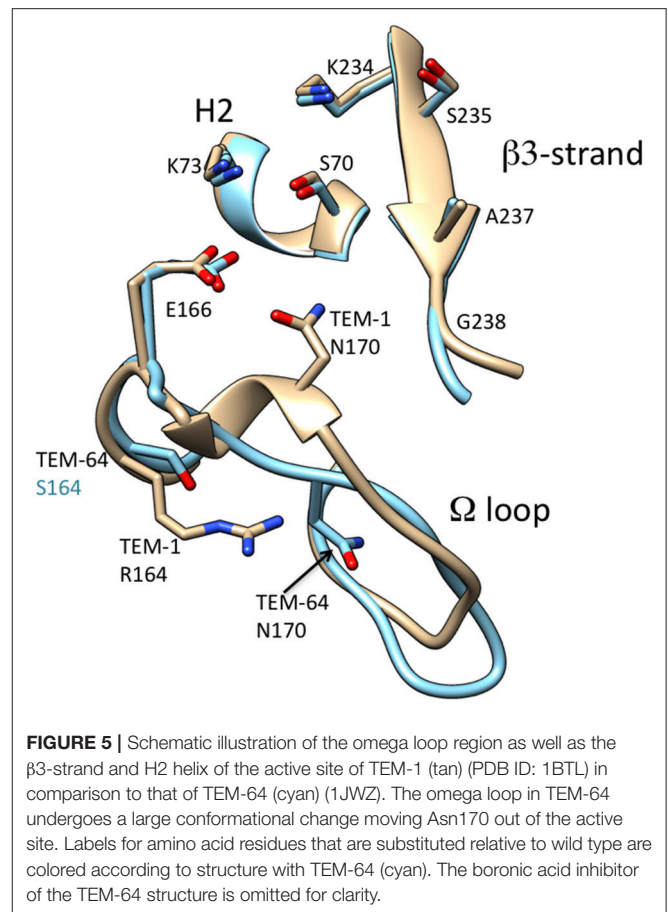 K234
H2
S235
K73
S70
β3-strand
A237
E166
TEM-1
N170
G238
TEM-64
S164
Ω loop
TEM-1
R164
TEM-64
N170
FIGURE 5 | Schematic illustration of the omega loop region as well as the
β3-strand and H2 helix of the active site of TEM-1 (tan) (PDB ID: 1BTL) in
comparison to that of TEM-64 (cyan) (1JWZ). The omega loop in TEM-64
undergoes a large conformational change moving Asn170 out of the active
site. Labels for amino acid residues that are substituted relative to wild type are
colored according to structure with TEM-64 (cyan). The boronic acid inhibitor
of the TEM-64 structure is omitted for clarity.